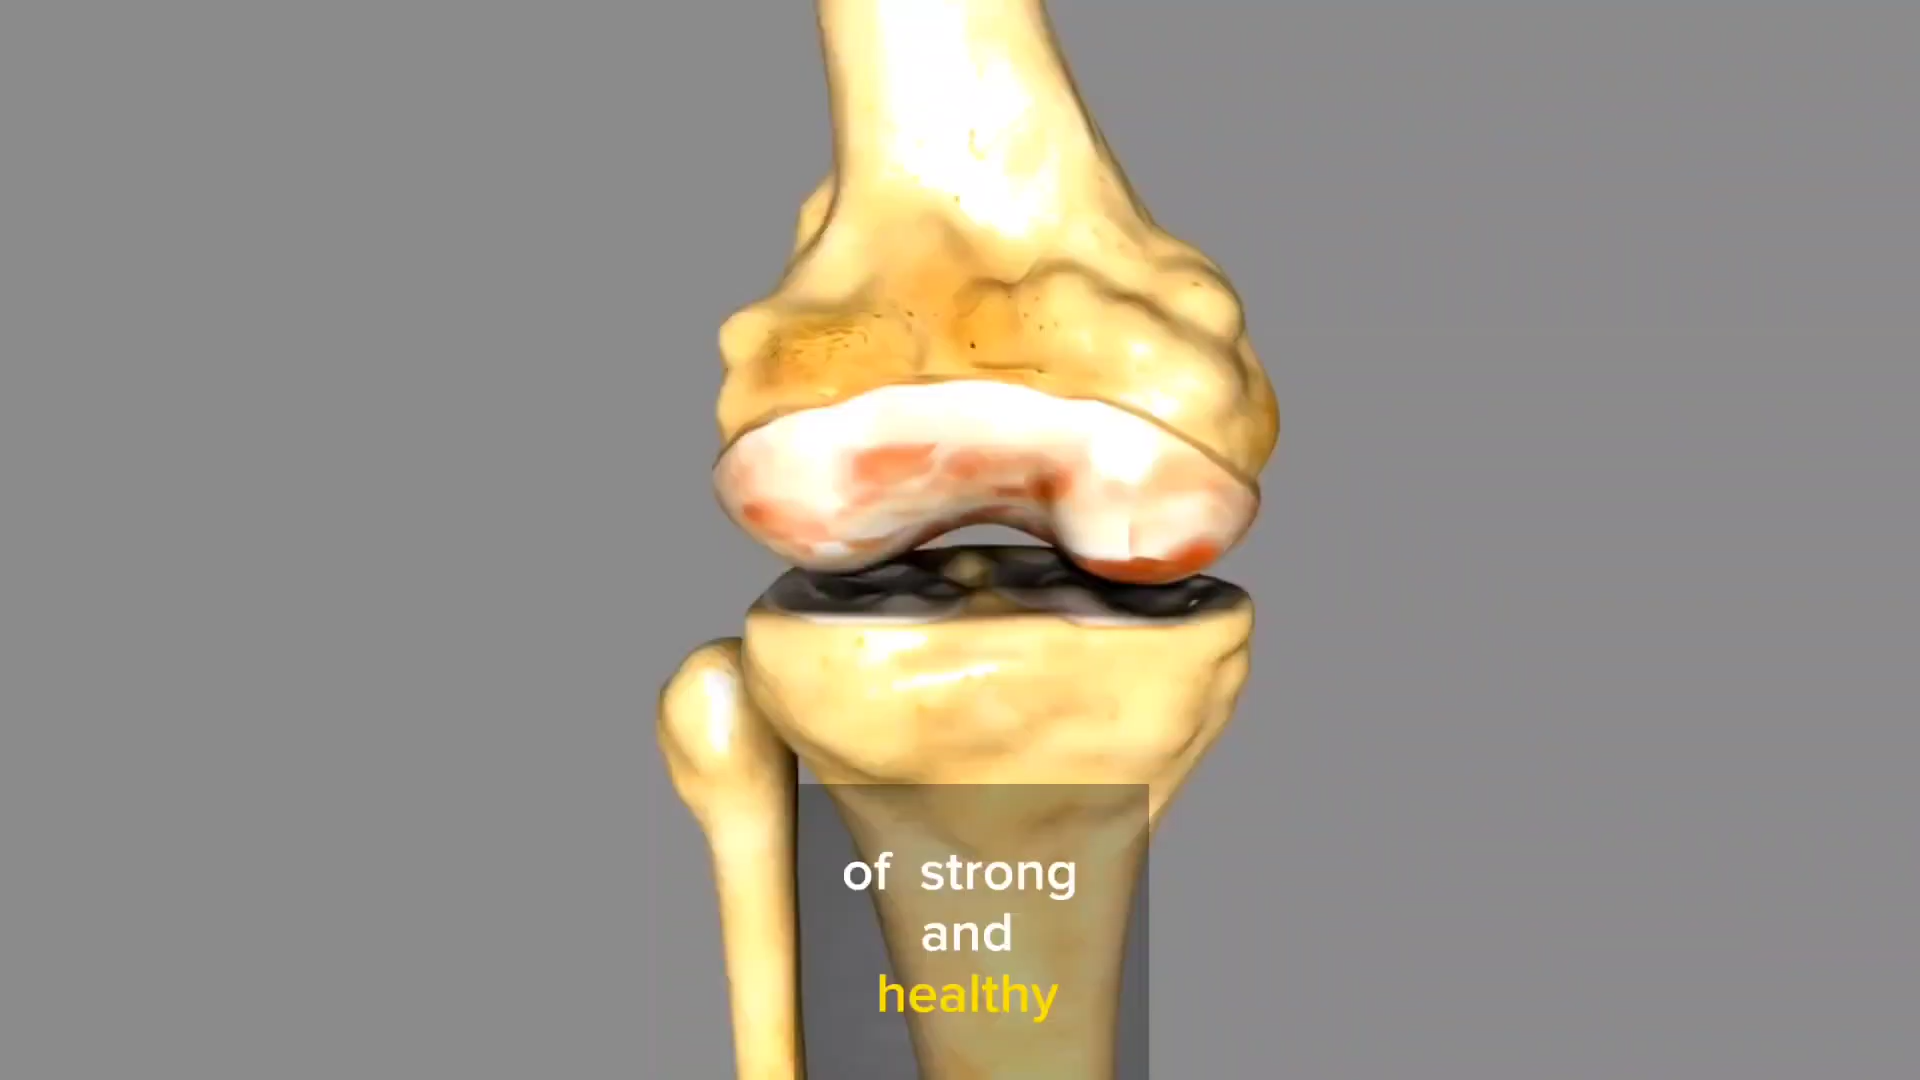 of strong
and
healthy